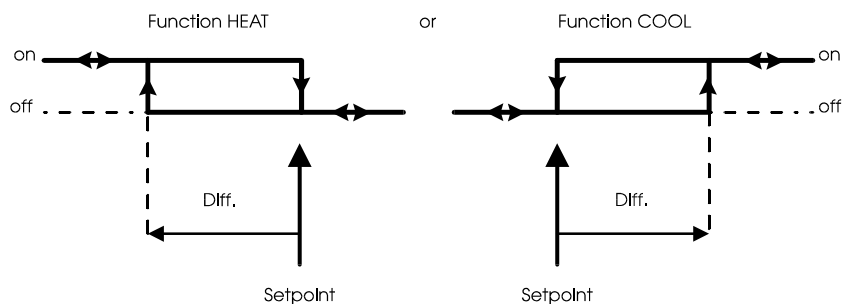 Function HEAT or Function COOL
on on
off off
Diff. Diff.
Setpoint Setpoint